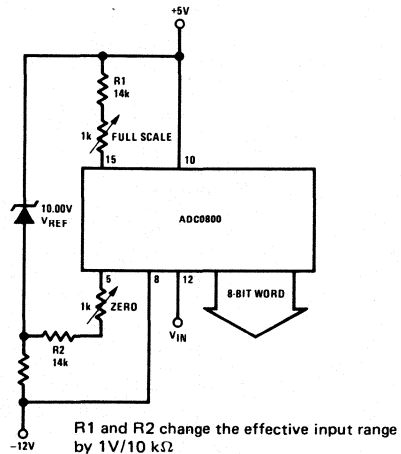 +5V
R1
14k
1k
FULL SCALE
15
10
10.00V
VREF
ADC0800
5
8
12
1k
ZERO
8-BIT WORD
R2
14k
VIN
−12V
R1 and R2 change the effective input range
by 1V/10 kΩ